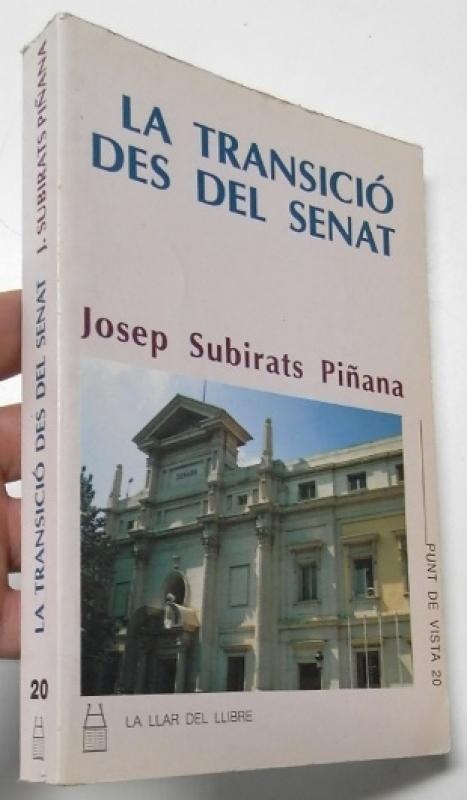 LA TRANSICIÓ
DES DEL SENAT
Josep Subirats Piñana
SENADO
PUNT DE VISTA 20
LA LLAR DEL LLIBRE
LA TRANSICIÓ DES DEL SENAT J. SUBIRATS PIÑANA
20